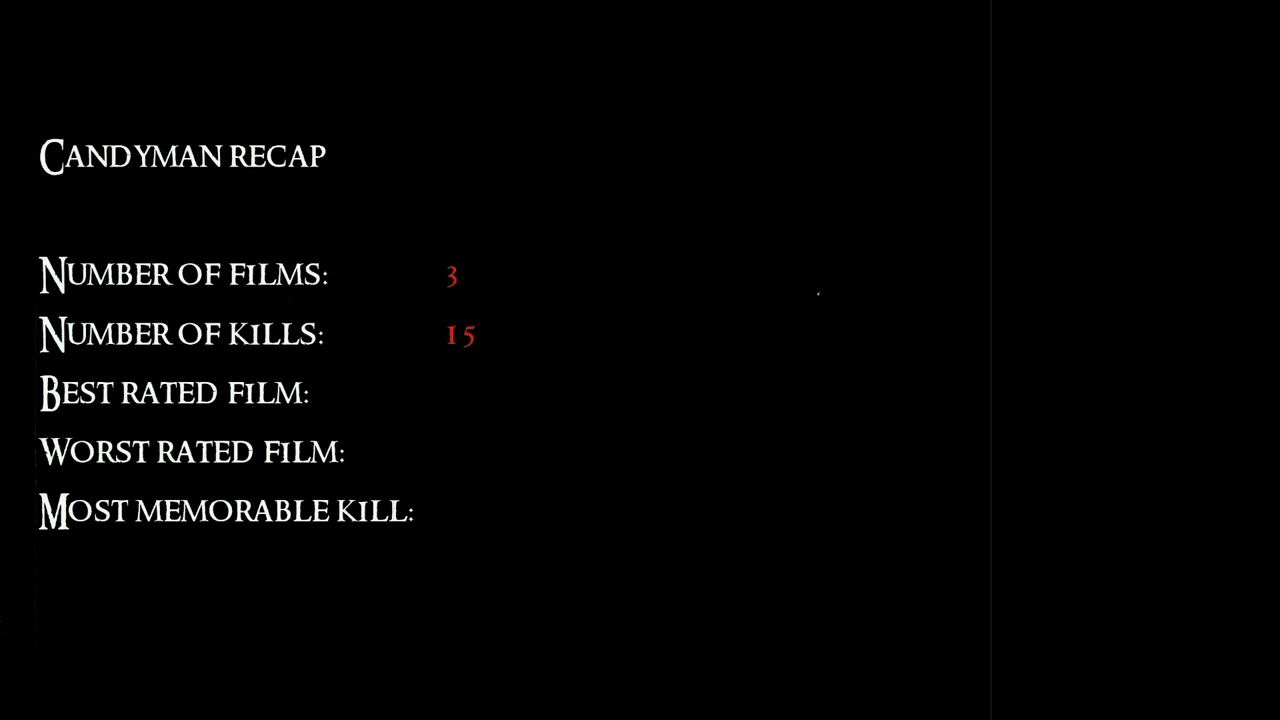 Candyman recap
Number of films: 3
Number of kills: 15
Best rated film:
Worst rated film:
Most memorable kill: